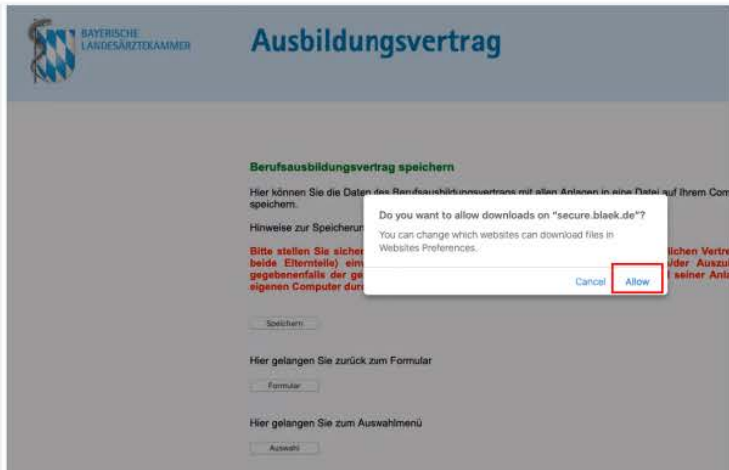 BAYERISCHE
LANDESÄRZTEKAMMER
Ausbildungsvertrag
Berufsausbildungsvertrag speichern
Hier können Sie die Daten des Berufsausbildungsvertrags mit allen Anlagen in eine Datei auf Ihrem Com
speichern.
Hinweise zur Speicherun
Bitte stellen Sie sicher lichen Vertre
beide Elternteile) einv /der Auszu
gegebenenfalls der ge seiner Anla
eigenen Computer dur
Do you want to allow downloads on "secure.blaek.de"?
You can change which websites can download files in
Websites Preferences.
Cancel Allow
Speichern
Hier gelangen Sie zurück zum Formular
Formular
Hier gelangen Sie zum Auswahlmenü
Auswahl